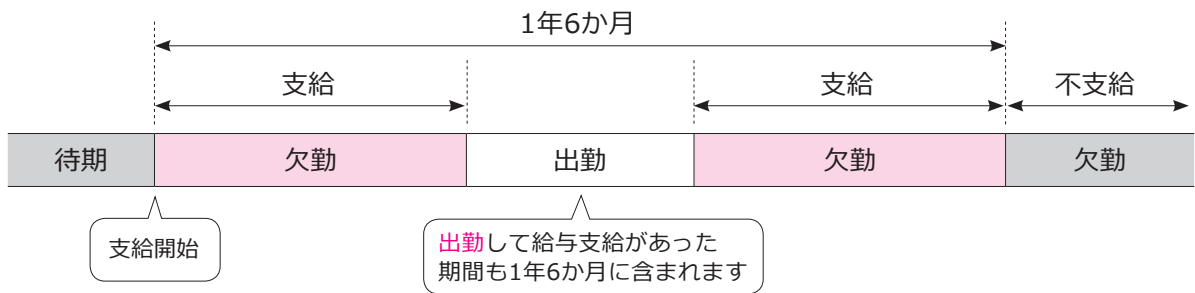 1年6か月
支給
支給
不支給
待期
欠勤
出勤
欠勤
欠勤
支給開始
出勤して給与支給があった
期間も1年6か月に含まれます